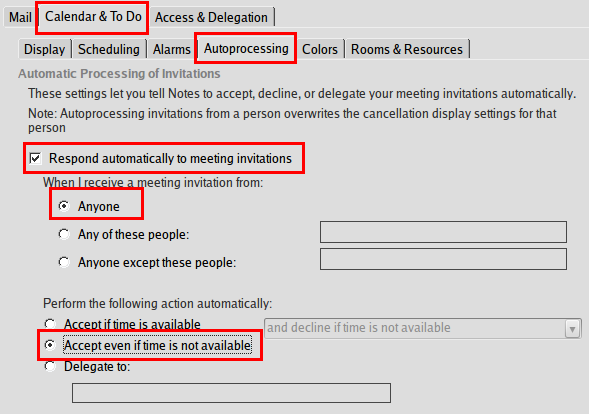 Mail Calendar & To Do Access & Delegation
Display Scheduling Alarms Autoprocessing Colors Rooms & Resources
Automatic Processing of Invitations
These settings let you tell Notes to accept, decline, or delegate your meeting invitations automatically.
Note: Autoprocessing invitations from a person overwrites the cancellation display settings for that
person
Respond automatically to meeting invitations
When I receive a meeting invitation from:
Anyone
Any of these people:
Anyone except these people:
Perform the following action automatically:
Accept if time is available and decline if time is not available
Accept even if time is not available
Delegate to: